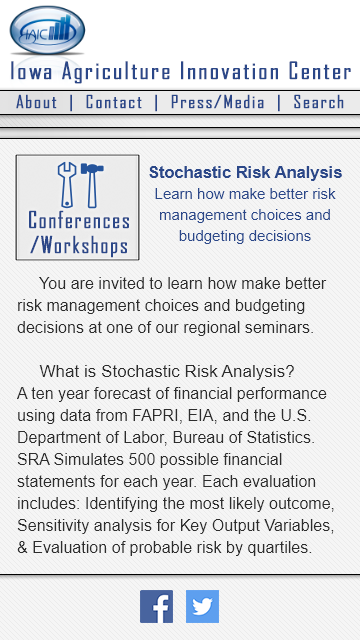 IAIC
Iowa Agriculture Innovation Center
About | Contact | Press/Media | Search
Conferences
/Workshops
Stochastic Risk Analysis
Learn how make better risk
management choices and
budgeting decisions
You are invited to learn how make better
risk management choices and budgeting
decisions at one of our regional seminars.
What is Stochastic Risk Analysis?
A ten year forecast of financial performance
using data from FAPRI, EIA, and the U.S.
Department of Labor, Bureau of Statistics.
SRA Simulates 500 possible financial
statements for each year. Each evaluation
includes: Identifying the most likely outcome,
Sensitivity analysis for Key Output Variables,
& Evaluation of probable risk by quartiles.